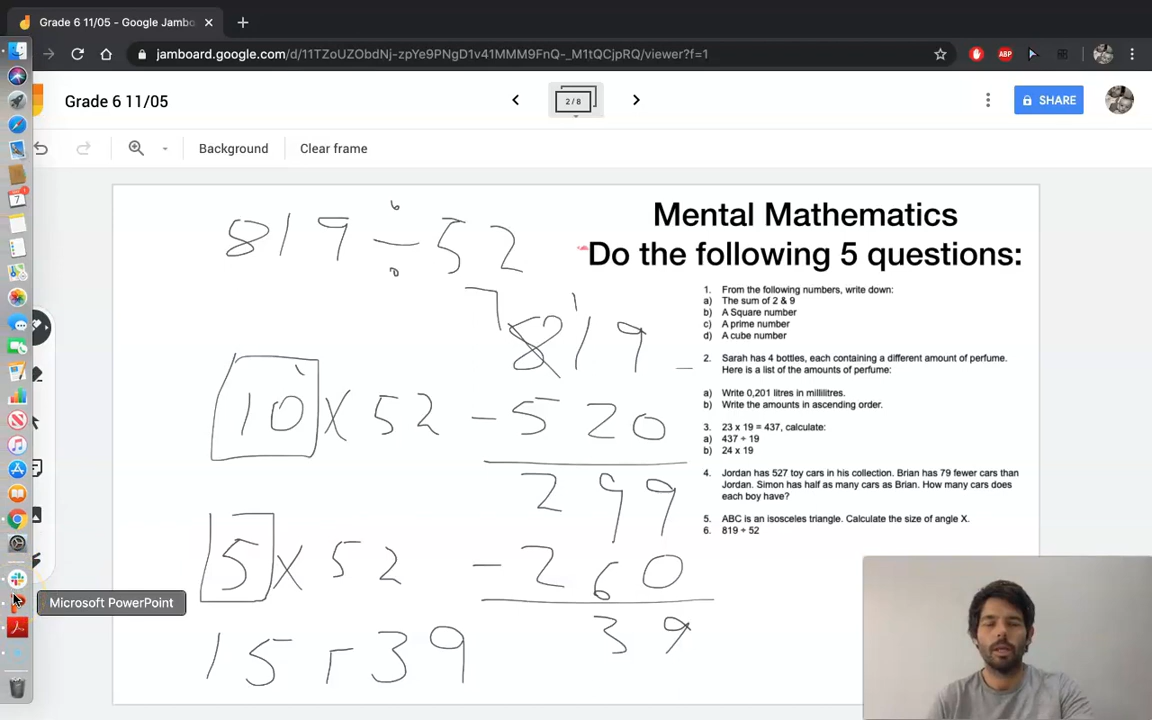 Grade 6 11/05 - Google Jambo
jamboard.google.com/d/11TZoUZObdNj-zpYe9PNgD1v41MMM9FnQ-_M1tQCjpRQ/viewer?f=1
ABP
Grade 6 11/05
2 / 8
SHARE
Background
Clear frame
819 ÷ 52
819
10 × 52 - 520
299
5 × 52 - 260
39
15 r 39
Mental Mathematics
Do the following 5 questions:
1. From the following numbers, write down:
a) The sum of 2 & 9
b) A Square number
c) A prime number
d) A cube number
2. Sarah has 4 bottles, each containing a different amount of perfume.
Here is a list of the amounts of perfume:
a) Write 0,201 litres in millilitres.
b) Write the amounts in ascending order.
3. 23 x 19 = 437, calculate:
a) 437 ÷ 19
b) 24 x 19
4. Jordan has 527 toy cars in his collection. Brian has 79 fewer cars than
Jordan. Simon has half as many cars as Brian. How many cars does
each boy have?
5. ABC is an isosceles triangle. Calculate the size of angle X.
6. 819 ÷ 52
Microsoft PowerPoint